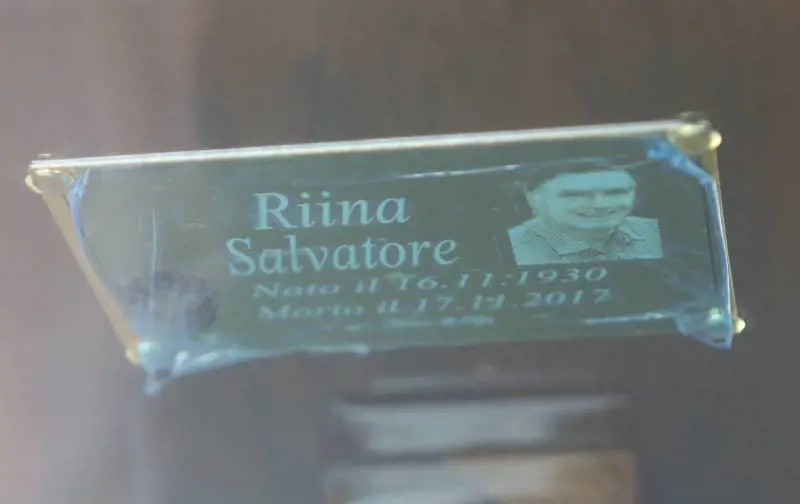 Riina
Salvatore
Nato il 16.11.1930
Morto il 17.11.2017